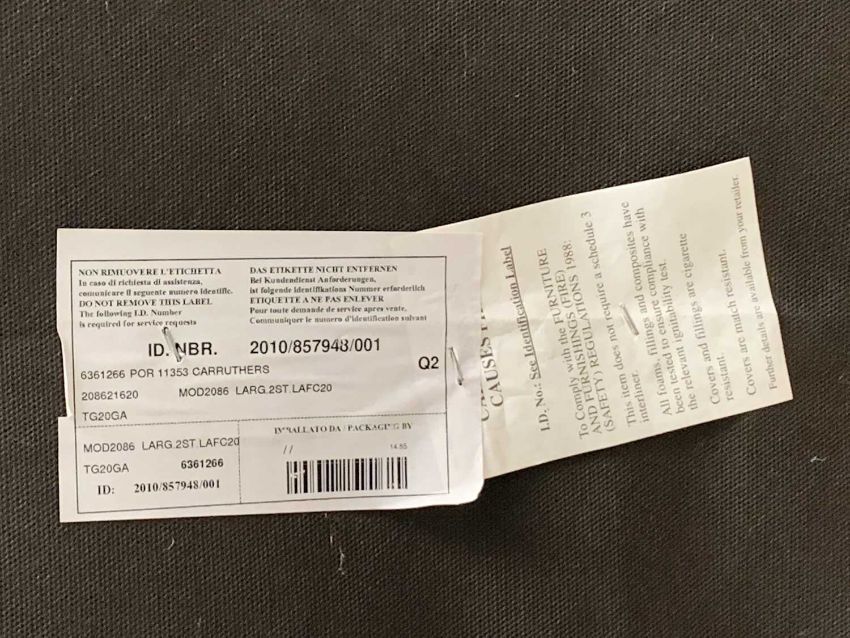 NON RIMUOVERE L'ETICHETTA
In caso di richiesta di assistenza,
comunicare il seguente numero identific.
DO NOT REMOVE THIS LABEL
The following I.D. Number
is required for service requests
DAS ETIKETTE NICHT ENTFERNEN
Bei Kundendienst Anforderungen,
ist folgende Identifikations Nummer erforderlich
ETIQUETTE A NE PAS ENLEVER
Pour toute demande de service apres vente,
Communiquer le numero d'identification suivant
ID. NBR. 2010/857948/001
6361266 POR 11353 CARRUTHERS
Q2
208621620 MOD2086 LARG.2ST.LAFC20
TG20GA
MOD2086 LARG.2ST.LAFC20
TG20GA 6361266
ID: 2010/857948/001
IMBALLATO DA / PACKAGING BY
/ / 14.55
CAUSES
I.D. No.: See Identification Label
To Comply with the FURNITURE
AND FURNISHINGS (FIRE)
(SAFETY) REGULATIONS 1988:
This item does not require a schedule 3
interliner.
All foams, fillings and composites have
been tested to ensure compliance with
the relevant ignitability test.
Covers and fillings are cigarette
resistant.
Covers are match resistant.
Further details are available from your retailer.